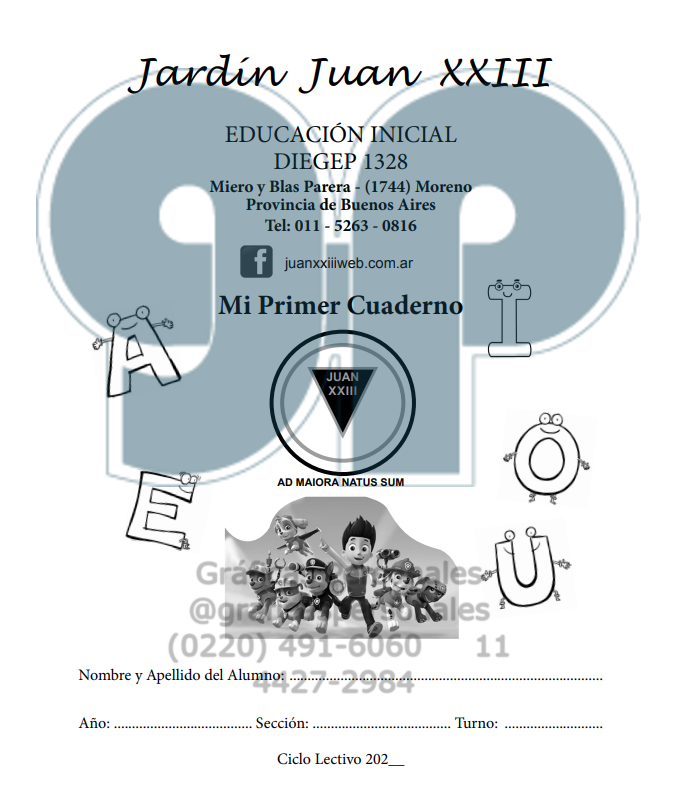 Jardín Juan XXIII
EDUCACIÓN INICIAL
DIEGEP 1328
Miero y Blas Parera - (1744) Moreno
Provincia de Buenos Aires
Tel: 011 - 5263 - 0816
f juanxxiiiweb.com.ar
Mi Primer Cuaderno
I
A
JUAN
XXIII
O
AD MAIORA NATUS SUM
E
U
(0220) 491-6060 11
4427-2984
Nombre y Apellido del Alumno: ........................................................................................
Año: ...................................... Sección: ...................................... Turno: ...........................
Ciclo Lectivo 202__